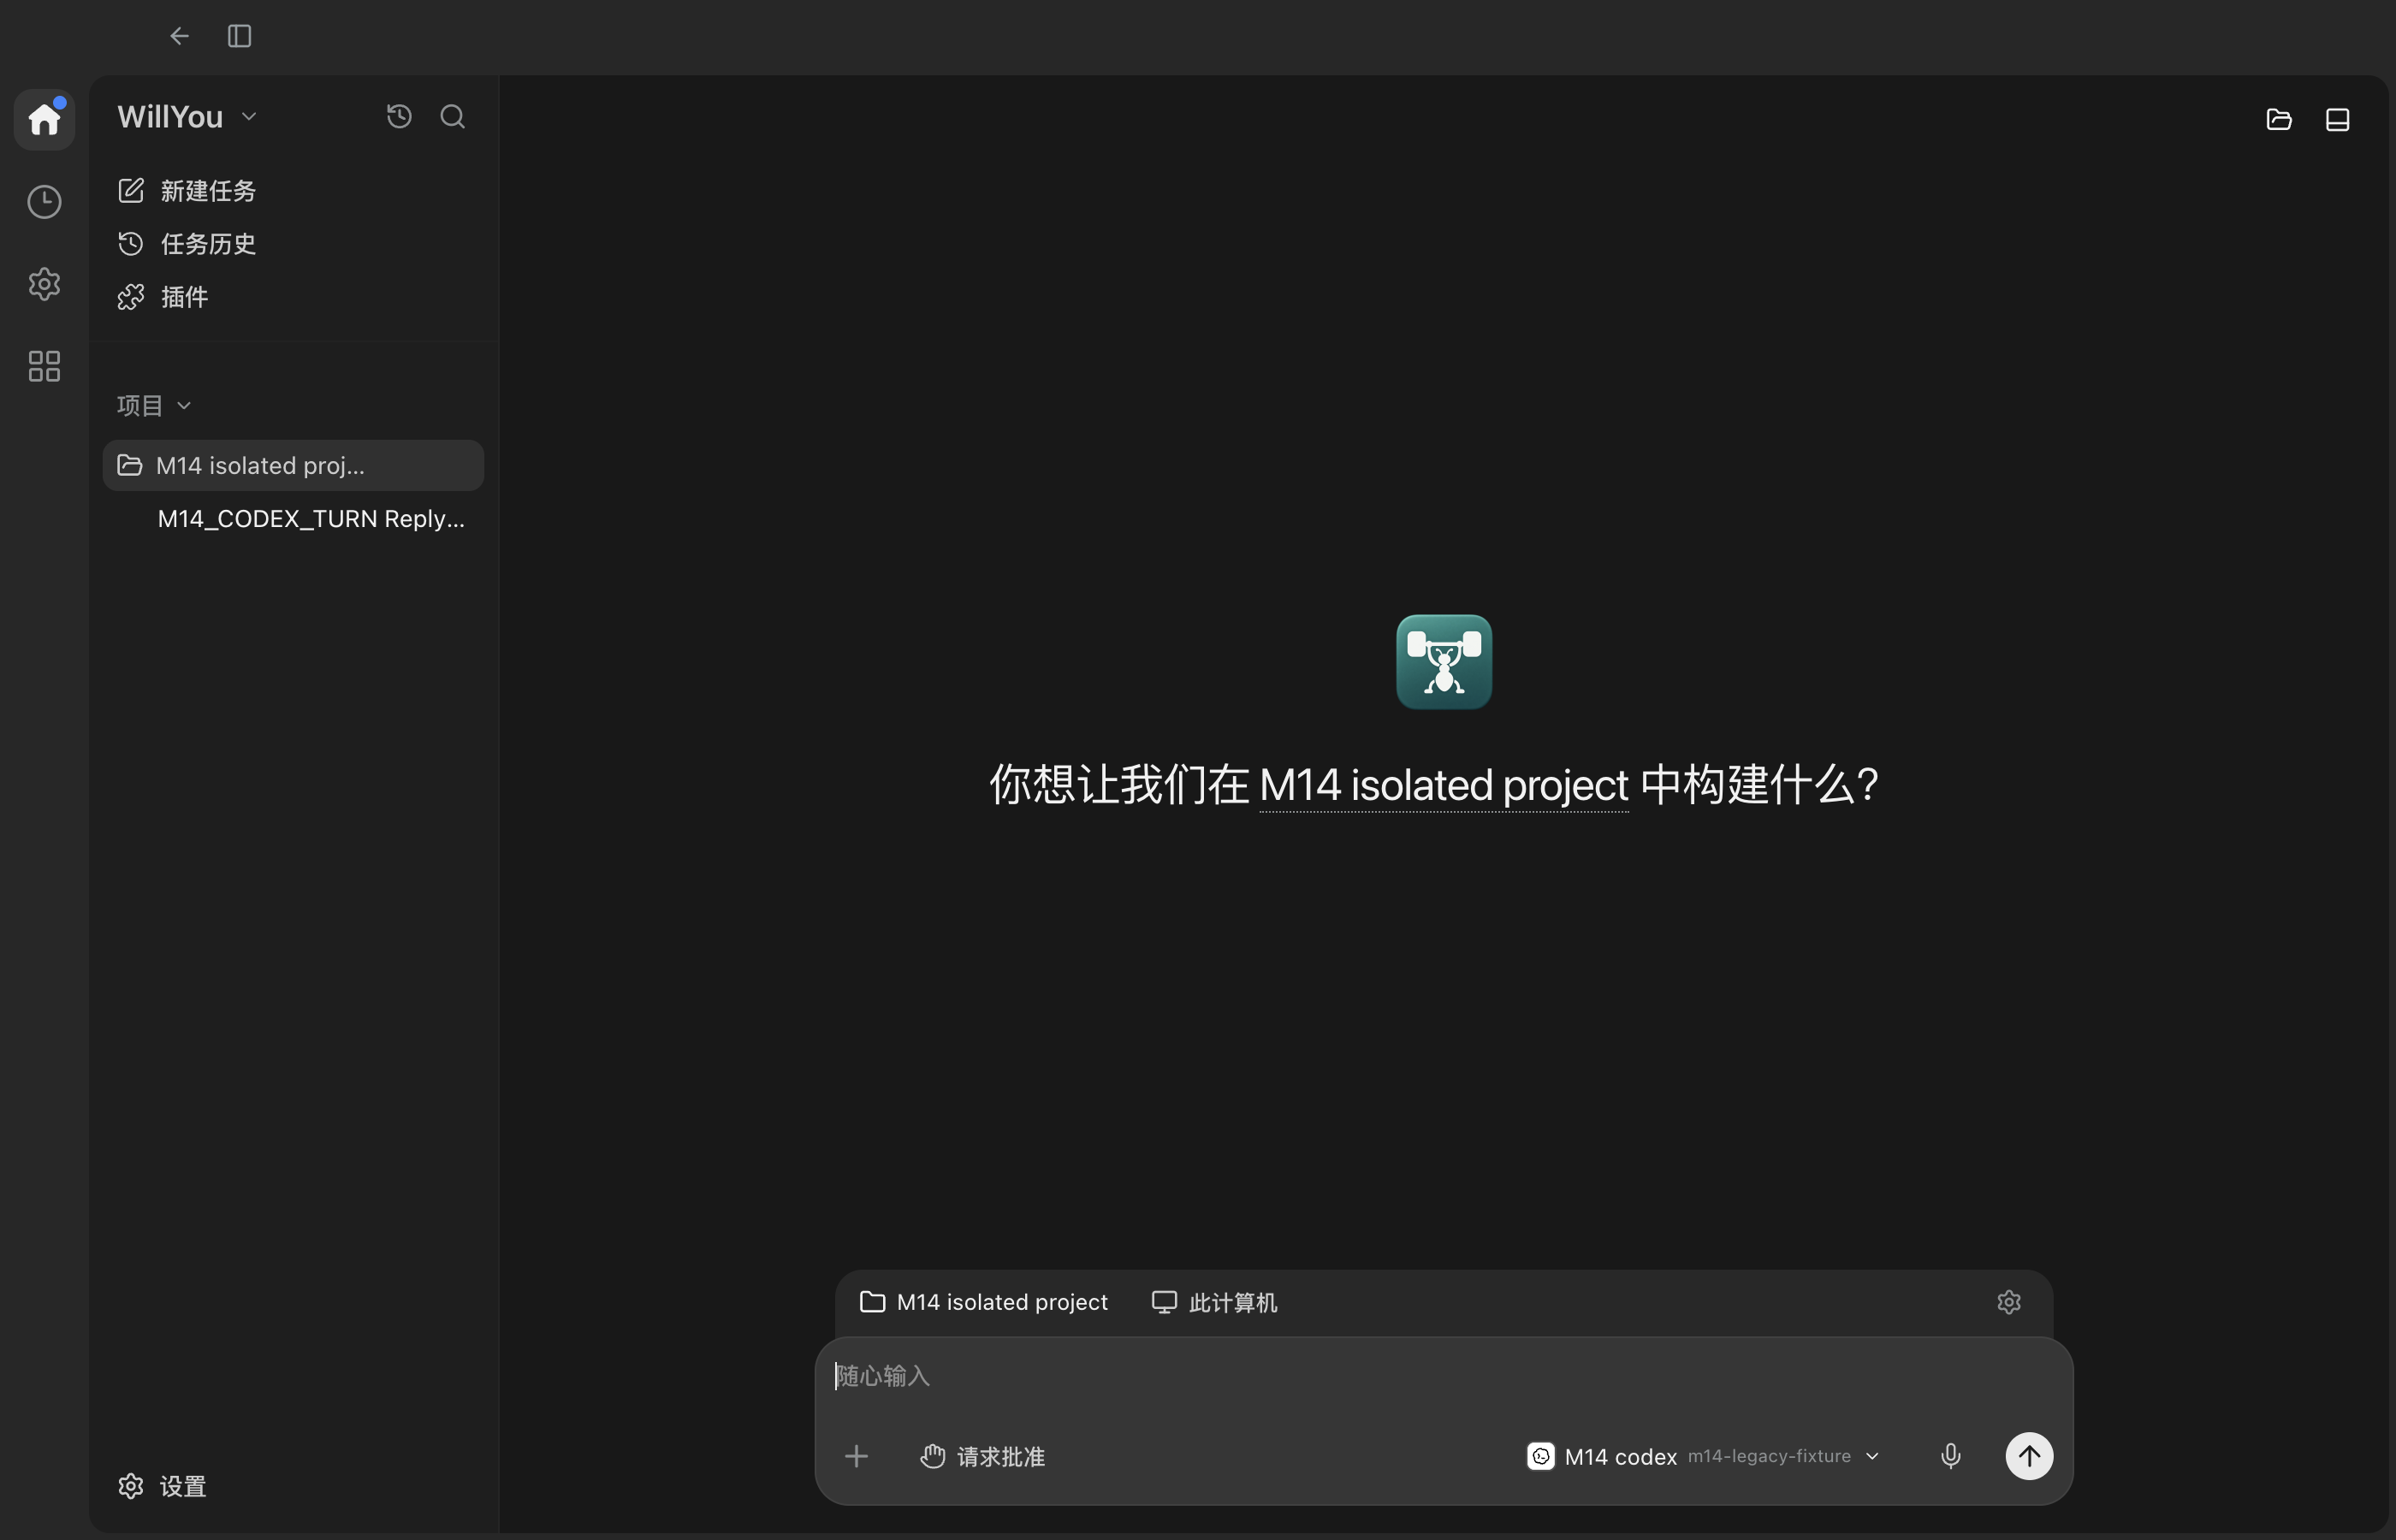 WillYou
新建任务
任务历史
插件
项目
M14 isolated proj...
M14_CODEX_TURN Reply...
你想让我们在 M14 isolated project 中构建什么?
M14 isolated project 此计算机
随心输入
请求批准 M14 codex m14-legacy-fixture
设置